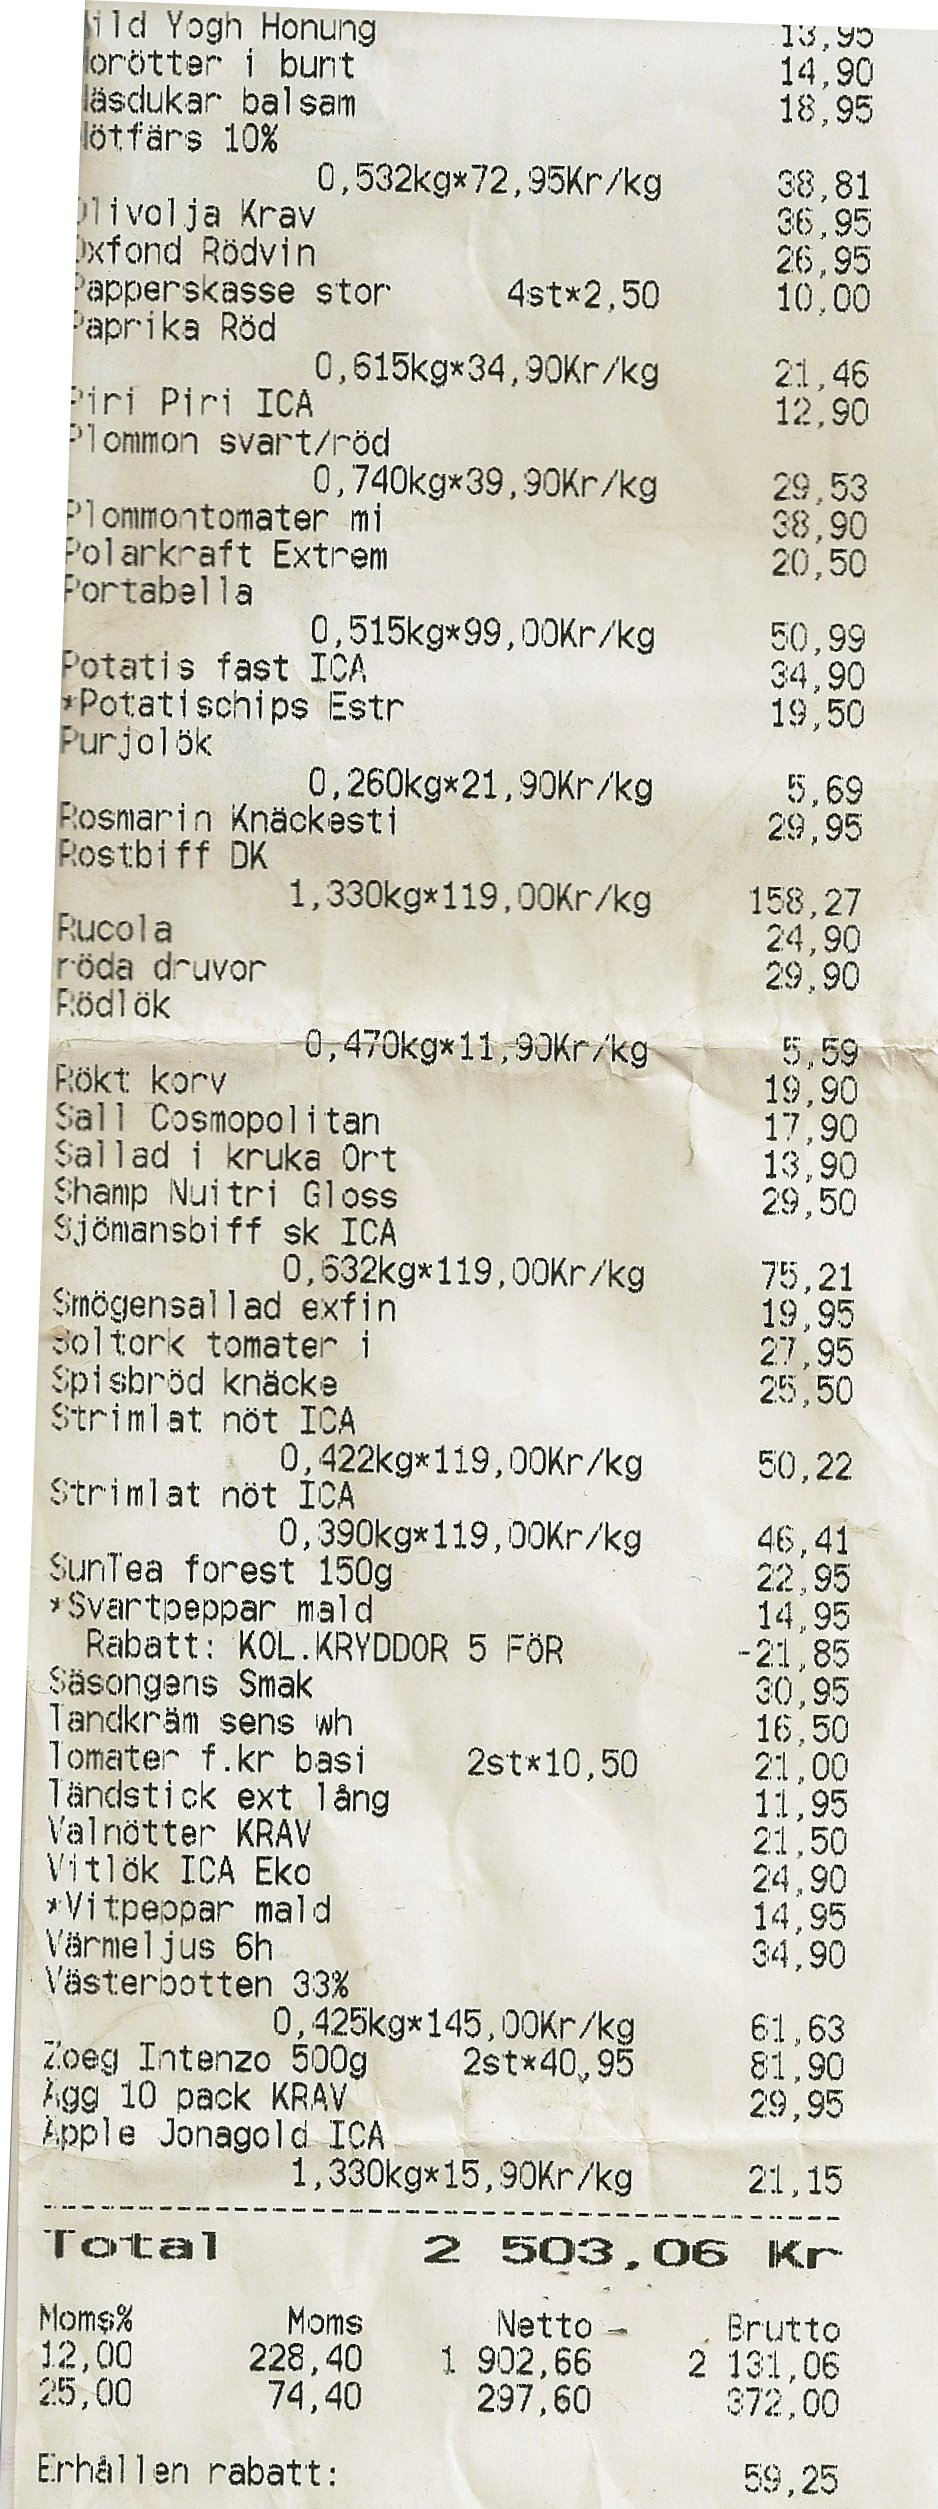 Mild Yogh Honung 13,95
Morötter i bunt 14,90
Näsdukar balsam 18,95
Nötfärs 10%
0,532kg*72,95Kr/kg 38,81
Olivolja Krav 36,95
Oxfond Rödvin 26,95
Papperskasse stor 4st*2,50 10,00
Paprika Röd
0,615kg*34,90Kr/kg 21,46
Piri Piri ICA 12,90
Plommon svart/röd
0,740kg*39,90Kr/kg 29,53
Plommontomater mi 38,90
Polarkraft Extrem 20,50
Portabella
0,515kg*99,00Kr/kg 50,99
Potatis fast ICA 34,90
*Potatischips Estr 19,50
Purjolök
0,260kg*21,90Kr/kg 5,69
Rosmarin Knäckesti 29,95
Rostbiff DK
1,330kg*119,00Kr/kg 158,27
Rucola 24,90
röda druvor 29,90
Rödlök
0,470kg*11,90Kr/kg 5,59
Rökt korv 19,90
Sall Cosmopolitan 17,90
Sallad i kruka Ort 13,90
Shamp Nuitri Gloss 29,50
Sjömansbiff sk ICA
0,632kg*119,00Kr/kg 75,21
Smögensallad exfin 19,95
Soltork tomater i 27,95
Spisbröd knäcke 25,50
Strimlat nöt ICA
0,422kg*119,00Kr/kg 50,22
Strimlat nöt ICA
0,390kg*119,00Kr/kg 46,41
SunTea forest 150g 22,95
*Svartpeppar mald 14,95
Rabatt: KOL.KRYDDOR 5 FÖR -21,85
Säsongens Smak 30,95
Tandkräm sens wh 16,50
Tomater f.kr basi 2st*10,50 21,00
Tändstick ext lång 11,95
Valnötter KRAV 21,50
Vitlök ICA Eko 24,90
*Vitpeppar mald 14,95
Värmeljus 6h 34,90
Västerbotten 33%
0,425kg*145,00Kr/kg 61,63
Zoeg Intenzo 500g 2st*40,95 81,90
Ägg 10 pack KRAV 29,95
Äpple Jonagold ICA
1,330kg*15,90Kr/kg 21,15
Total 2 503,06 Kr
Moms% Moms Netto Brutto
12,00 228,40 1 902,66 2 131,06
25,00 74,40 297,60 372,00
Erhållen rabatt: 59,25